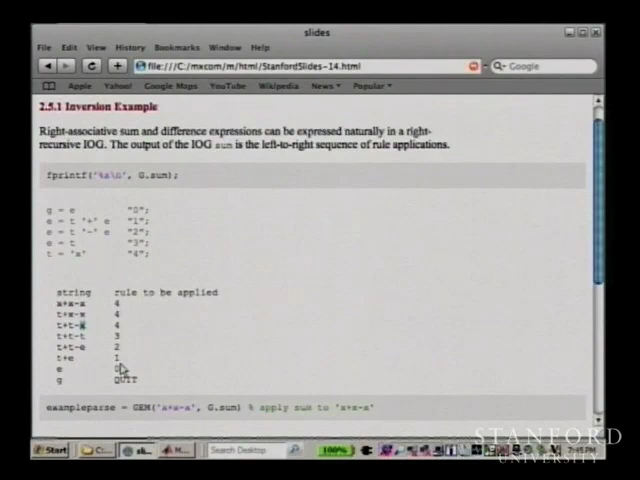 slides
File Edit View History Bookmarks Window Help
file:///C:/mxcom/m/html/StanfordSlides-14.html
Google
Apple Yahoo! Google Maps YouTube Wikipedia News Popular
2.5.1 Inversion Example
Right-associative sum and difference expressions can be expressed naturally in a right-
recursive IOG. The output of the IOG sum is the left-to-right sequence of rule applications.
fprintf('%s\n', G.sum);
g = e "0";
e = t '+' e "1";
e = t '-' e "2";
e = t "3";
t = 'x' "4";
string rule to be applied
x+x-x 4
t+x-x 4
t+t-x 4
t+t-t 3
t+t-e 2
t+e 1
e 0
g QUIT
exampleparse = GEM('x+x-x', G.sum) % apply sum to 'x+x-x'
Start
Search Desktop
100%
STANFORD
UNIVERSITY